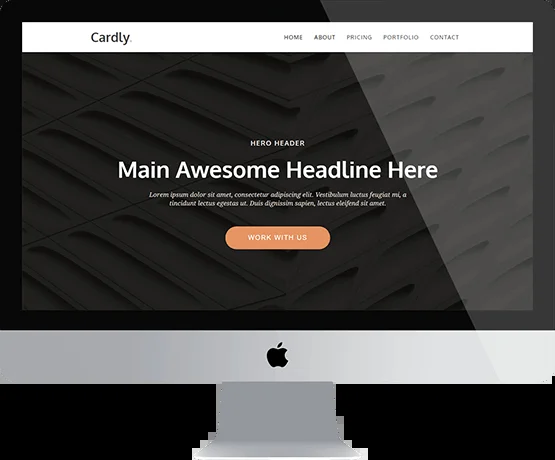 Cardly.
HOME ABOUT PRICING PORTFOLIO CONTACT
HERO HEADER
Main Awesome Headline Here
Lorem ipsum dolor sit amet, consectetur adipiscing elit. Vestibulum luctus feugiat mi, a
tincidunt lectus egestas ut. Duis dignissim sapien, lectus eleifend sit amet.
WORK WITH US